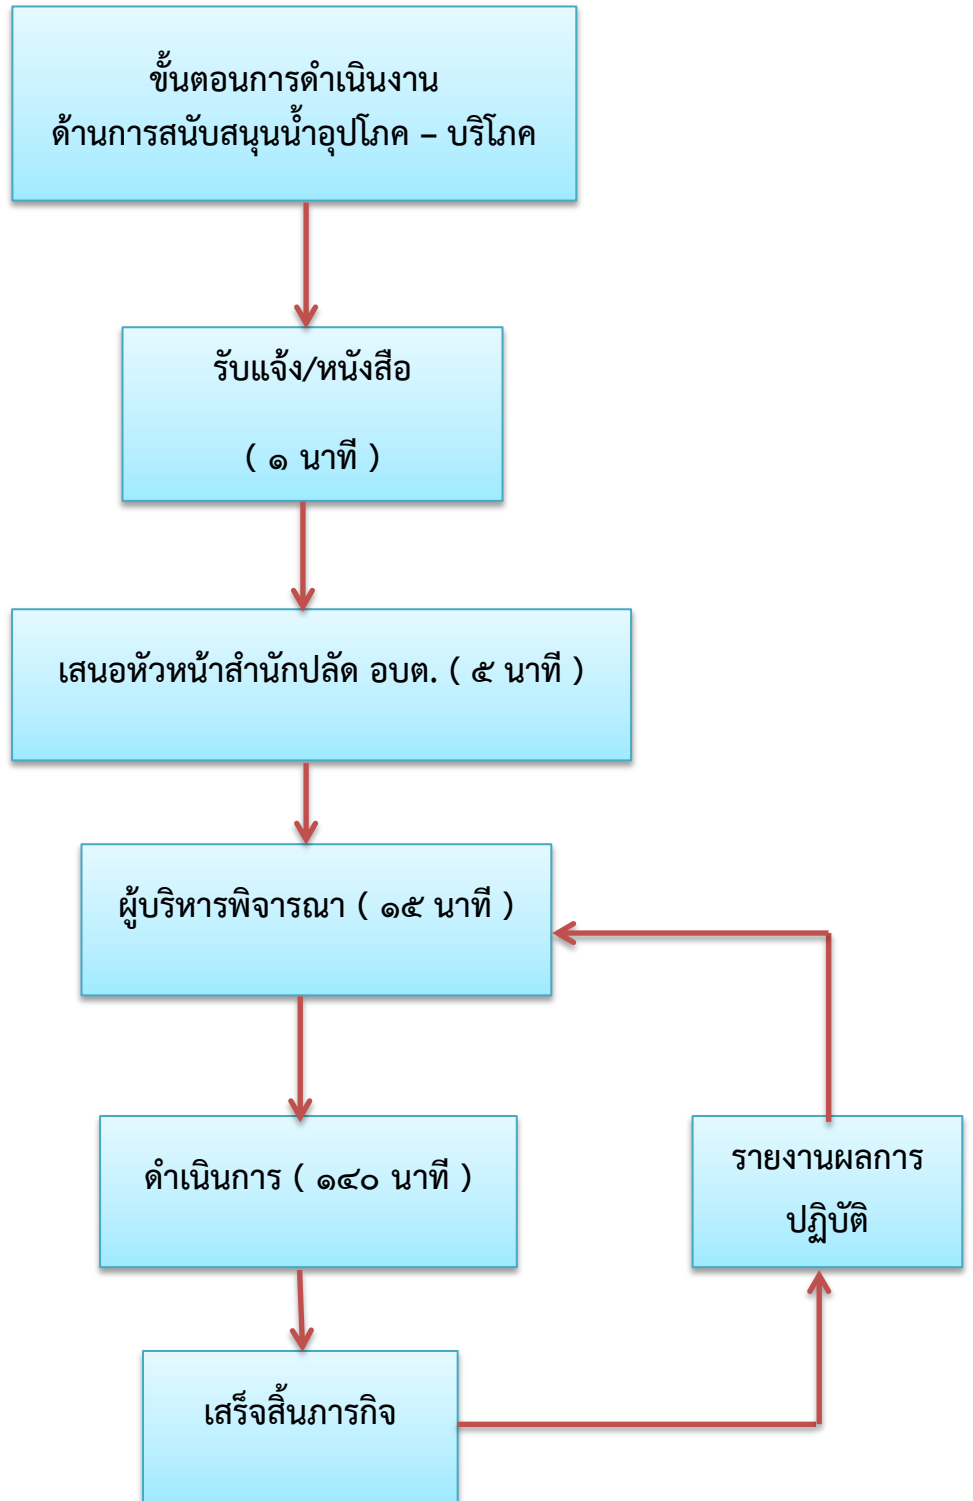 ขั้นตอนการดำเนินงาน
ด้านการสนับสนุนน้ำอุปโภค – บริโภค
รับแจ้ง/หนังสือ
( ๑ นาที )
เสนอหัวหน้าสำนักปลัด อบต. ( ๕ นาที )
ผู้บริหารพิจารณา ( ๑๕ นาที )
ดำเนินการ ( ๑๔๐ นาที )
รายงานผลการ
ปฏิบัติ
เสร็จสิ้นภารกิจ